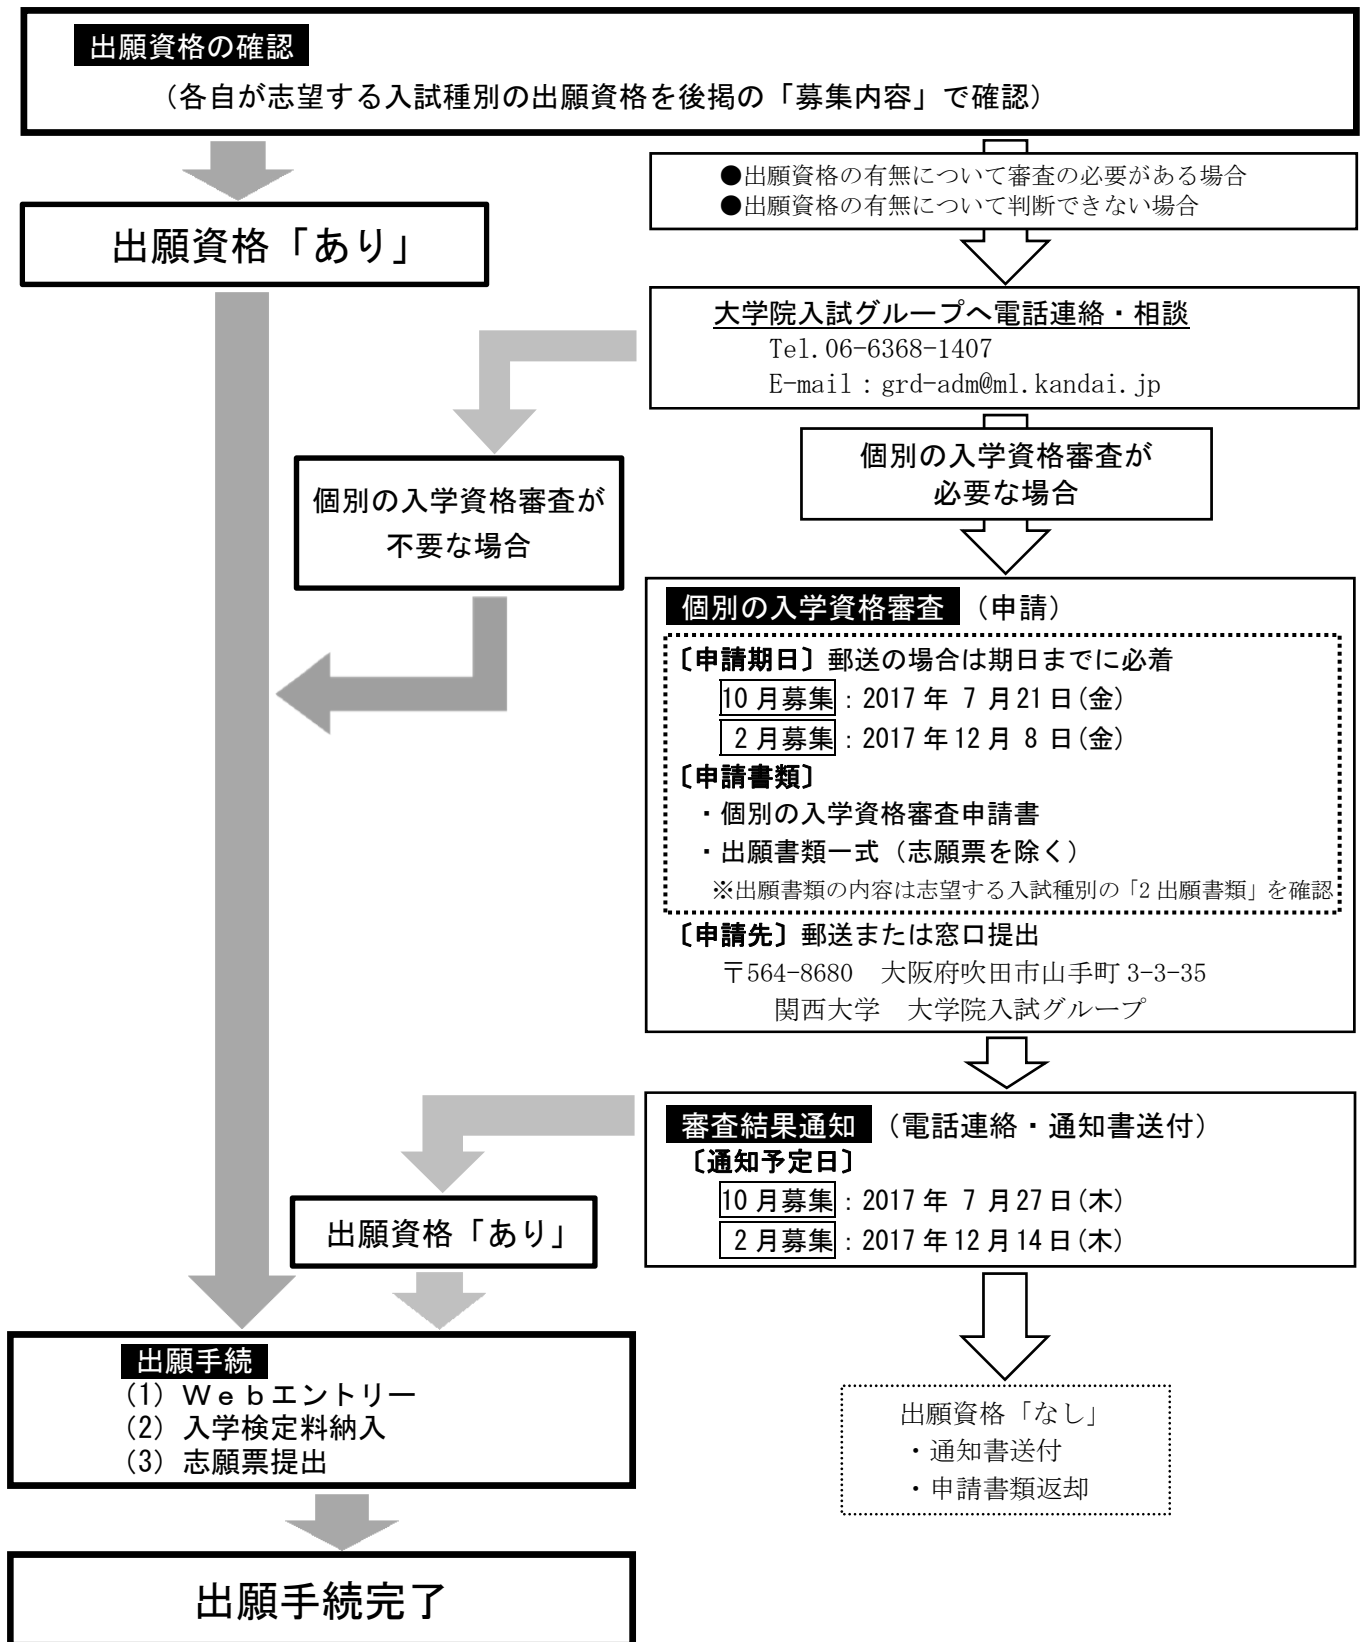 出願資格の確認
（各自が志望する入試種別の出願資格を後掲の「募集内容」で確認）
●出願資格の有無について審査の必要がある場合
●出願資格の有無について判断できない場合
出願資格「あり」
大学院入試グループへ電話連絡・相談
Tel.06-6368-1407
E-mail：grd-adm@ml.kandai.jp
個別の入学資格審査が
必要な場合
個別の入学資格審査が
不要な場合
個別の入学資格審査 （申請）
〔申請期日〕郵送の場合は期日までに必着
10月募集：2017年 7月21日(金)
2月募集：2017年12月 8日(金)
〔申請書類〕
・個別の入学資格審査申請書
・出願書類一式（志願票を除く）
※出願書類の内容は志望する入試種別の「2出願書類」を確認
〔申請先〕郵送または窓口提出
〒564-8680 大阪府吹田市山手町3-3-35
関西大学 大学院入試グループ
審査結果通知 （電話連絡・通知書送付）
〔通知予定日〕
10月募集：2017年 7月27日(木)
2月募集：2017年12月14日(木)
出願資格「あり」
出願手続
(1) Ｗｅｂエントリー
(2) 入学検定料納入
(3) 志願票提出
出願資格「なし」
・通知書送付
・申請書類返却
出願手続完了